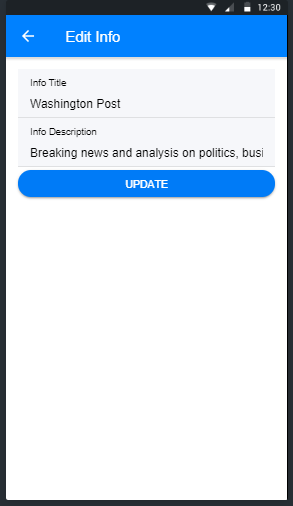 12:30
Edit Info
Info Title
Washington Post
Info Description
Breaking news and analysis on politics, busi
UPDATE